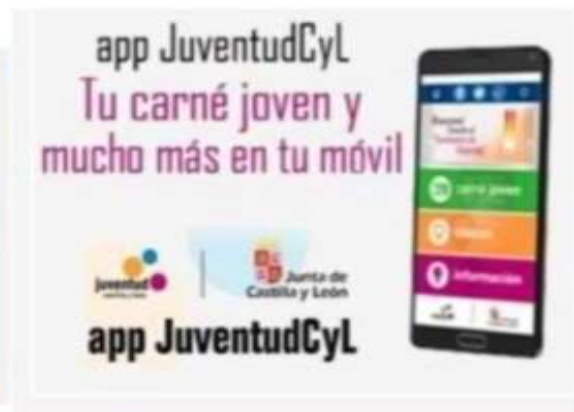 app JuventudCyL
Tu carné joven y
mucho más en tu móvil
carné joven
información
juventud
Junta de
Castilla y León
app JuventudCyL